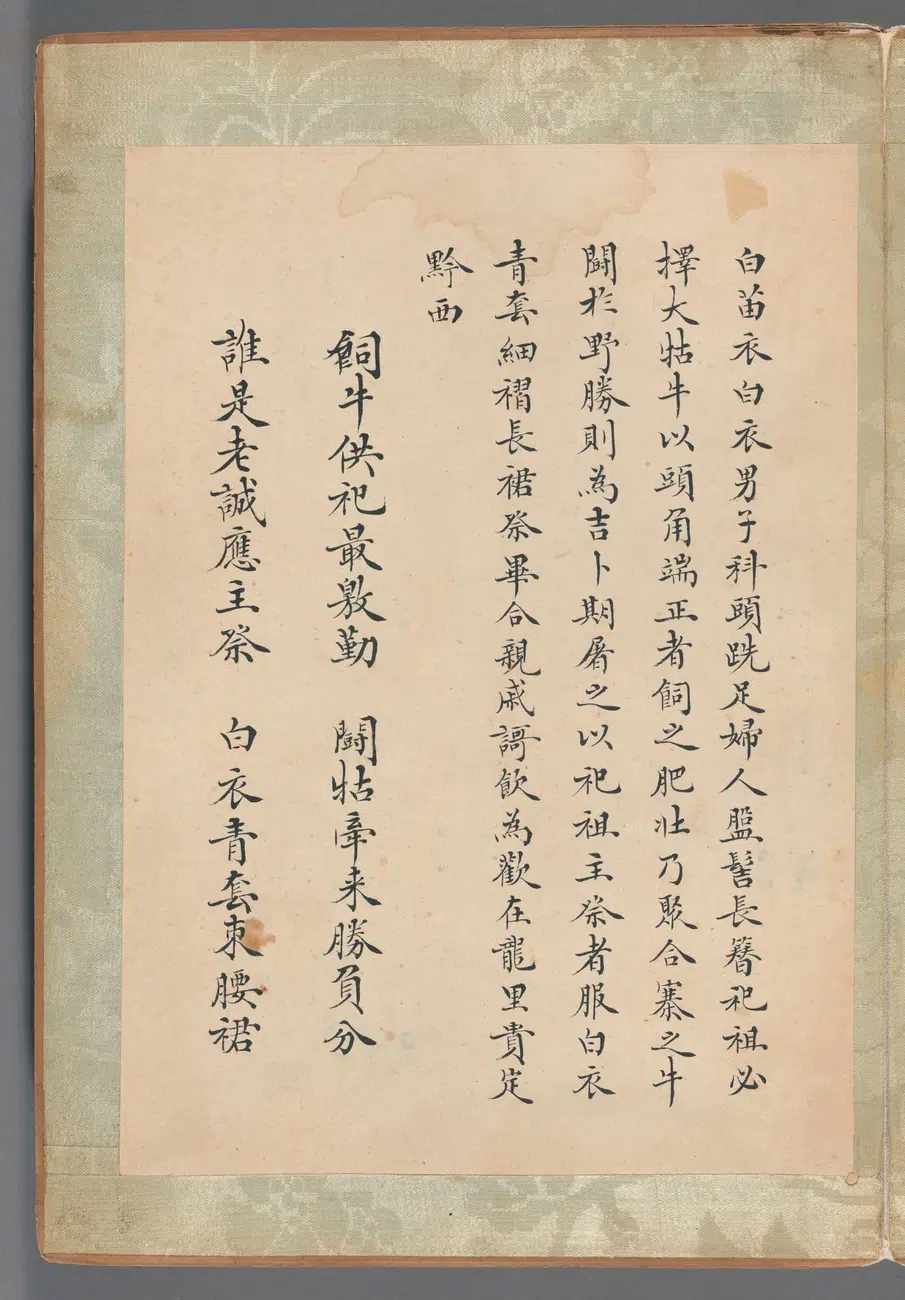 白苗衣白衣男子科頭跣足婦人盤髻長簪祀祖必
擇大牯牛以頭角端正者飼之肥壯乃聚合寨之牛
鬪於野勝則為吉卜期屠之以祀祖主祭者服白衣
青套細褶長裙祭畢合親戚謌飲為歡在龍里貴定
黔西
飼牛供祀最慇勤 鬪牯牽来勝負分
誰是老誠應主祭 白衣青套束腰裙